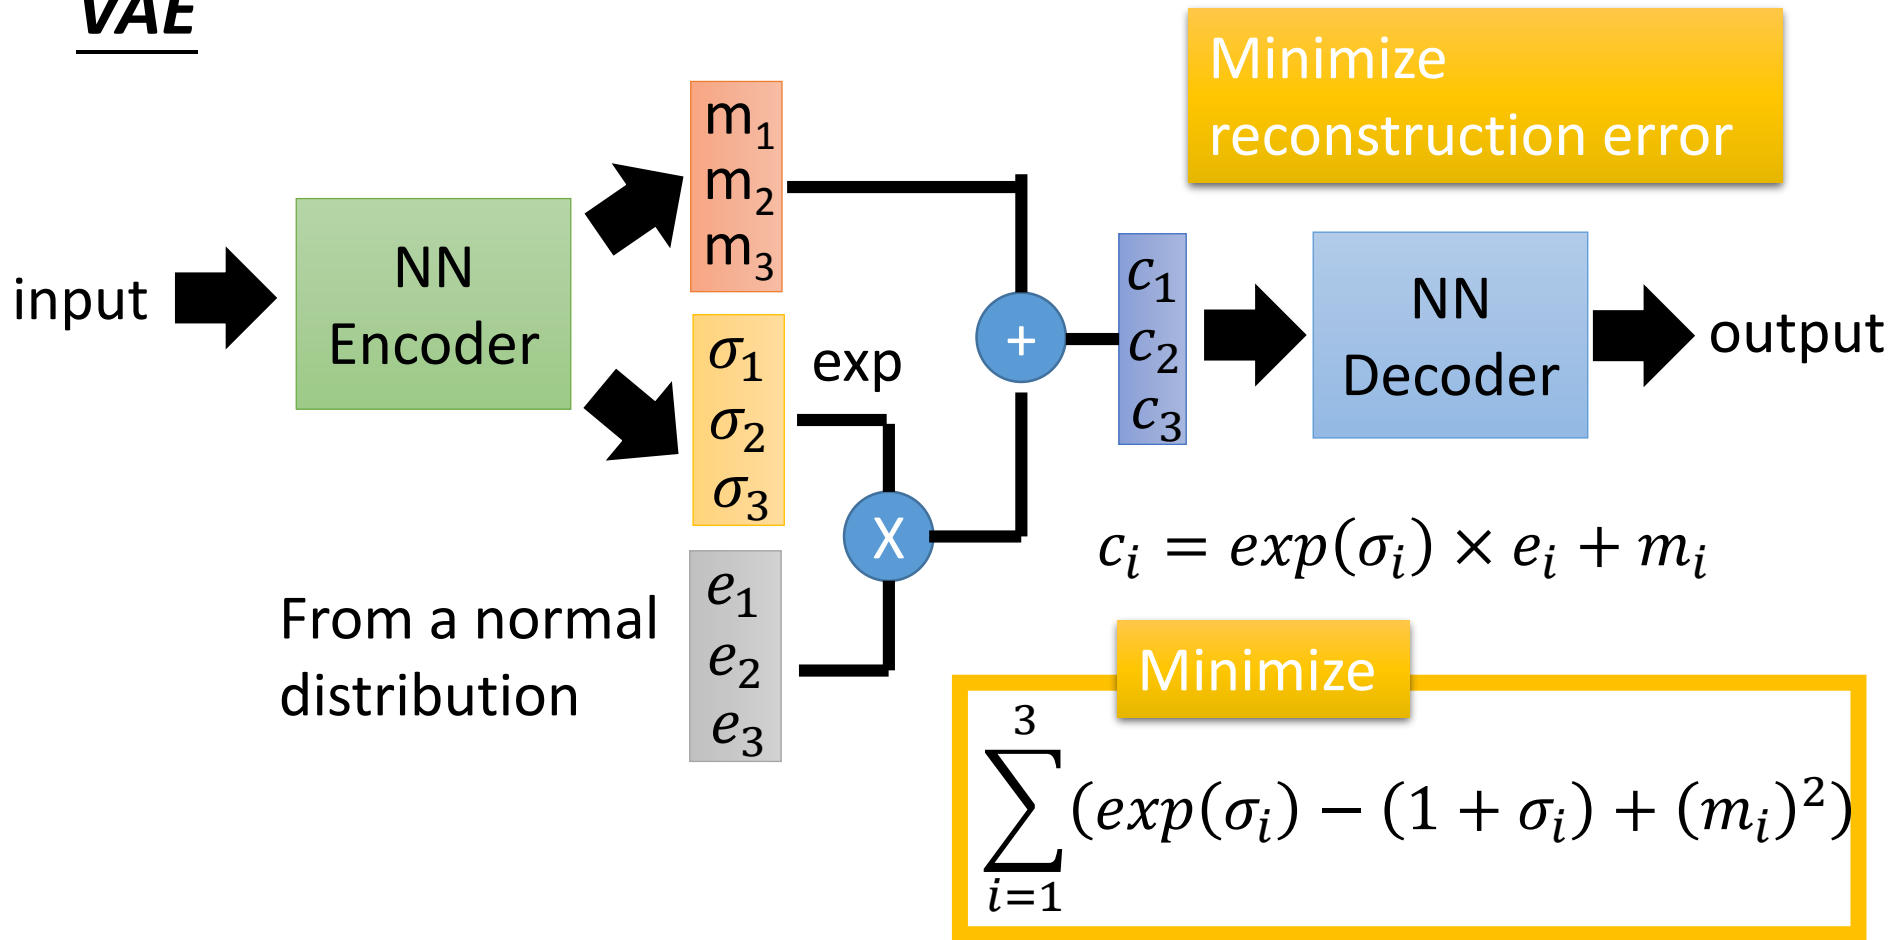 VAE
Minimize
reconstruction error
m₁
m₂
m₃
NN
Encoder
input
σ₁
σ₂
σ₃
exp
+
c₁
c₂
c₃
NN
Decoder
output
X
From a normal
distribution
e₁
e₂
e₃
cᵢ = exp(σᵢ) × eᵢ + mᵢ
Minimize
∑³ᵢ₌₁(exp(σᵢ) − (1 + σᵢ) + (mᵢ)²)